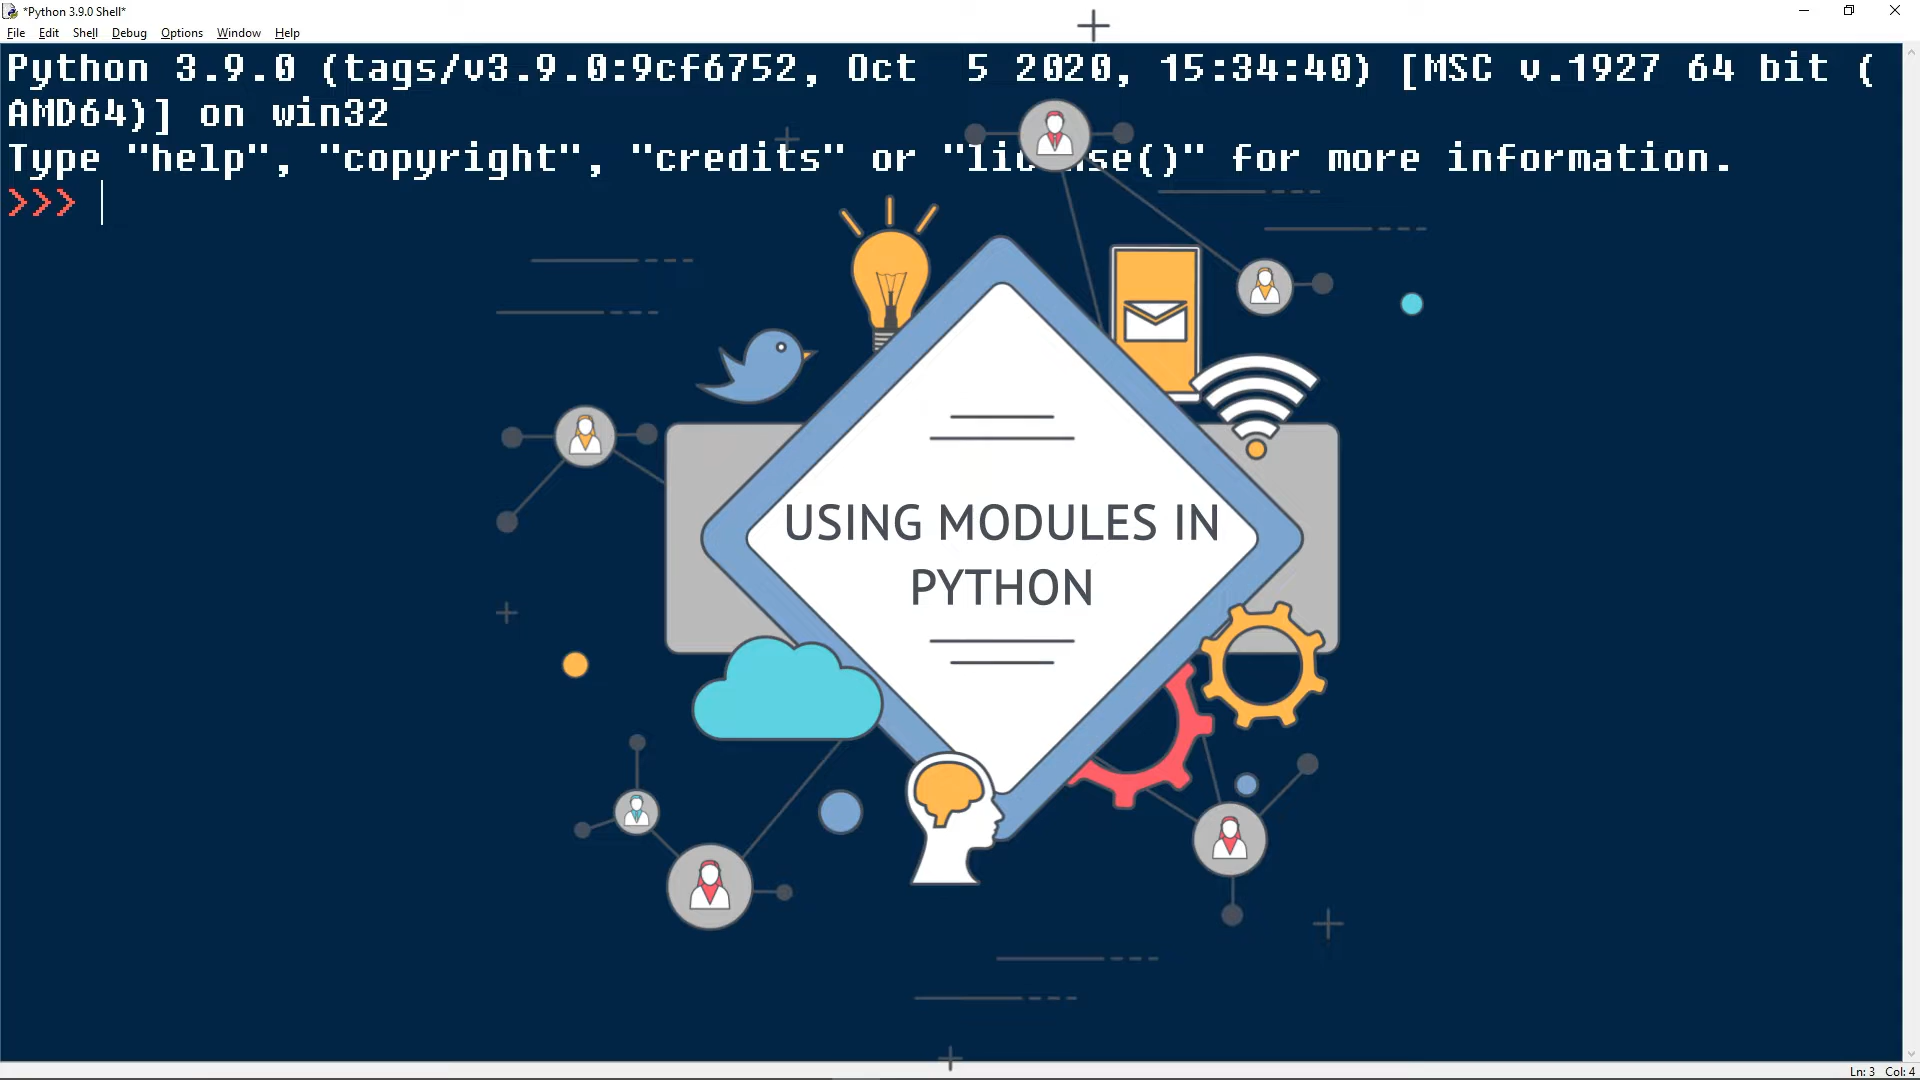 *Python 3.9.0 Shell*
File Edit Shell Debug Options Window Help
Python 3.9.0 (tags/v3.9.0:9cf6752, Oct  5 2020, 15:34:40) [MSC v.1927 64 bit (
AMD64)] on win32
Type "help", "copyright", "credits" or "license()" for more information.
>>>
USING MODULES IN
PYTHON
Ln: 3 Col: 4